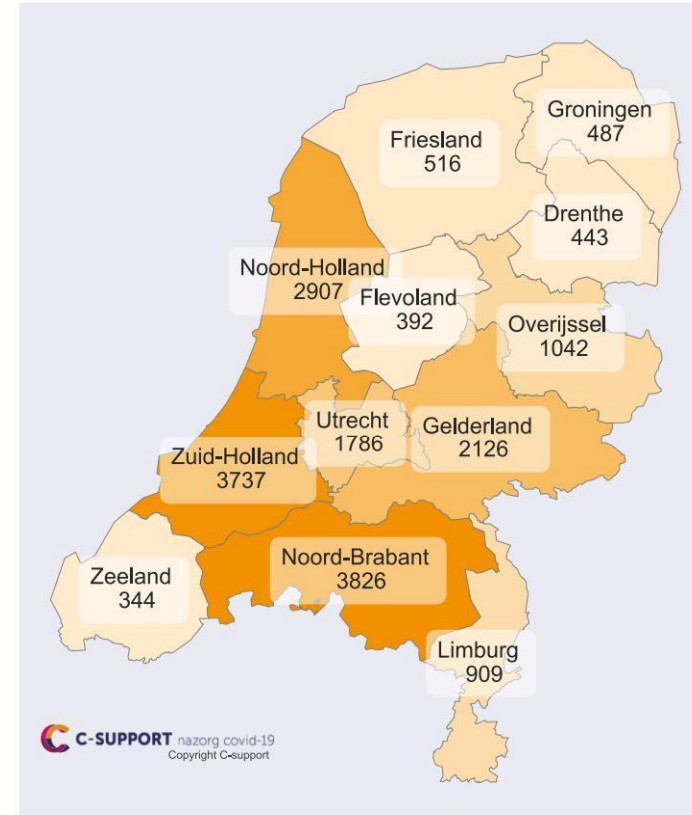 Groningen
487
Friesland
516
Drenthe
443
Noord-Holland
2907
Flevoland
392
Overijssel
1042
Utrecht
1786
Gelderland
2126
Zuid-Holland
3737
Noord-Brabant
3826
Zeeland
344
Limburg
909
C-SUPPORT nazorg covid-19
Copyright C-support